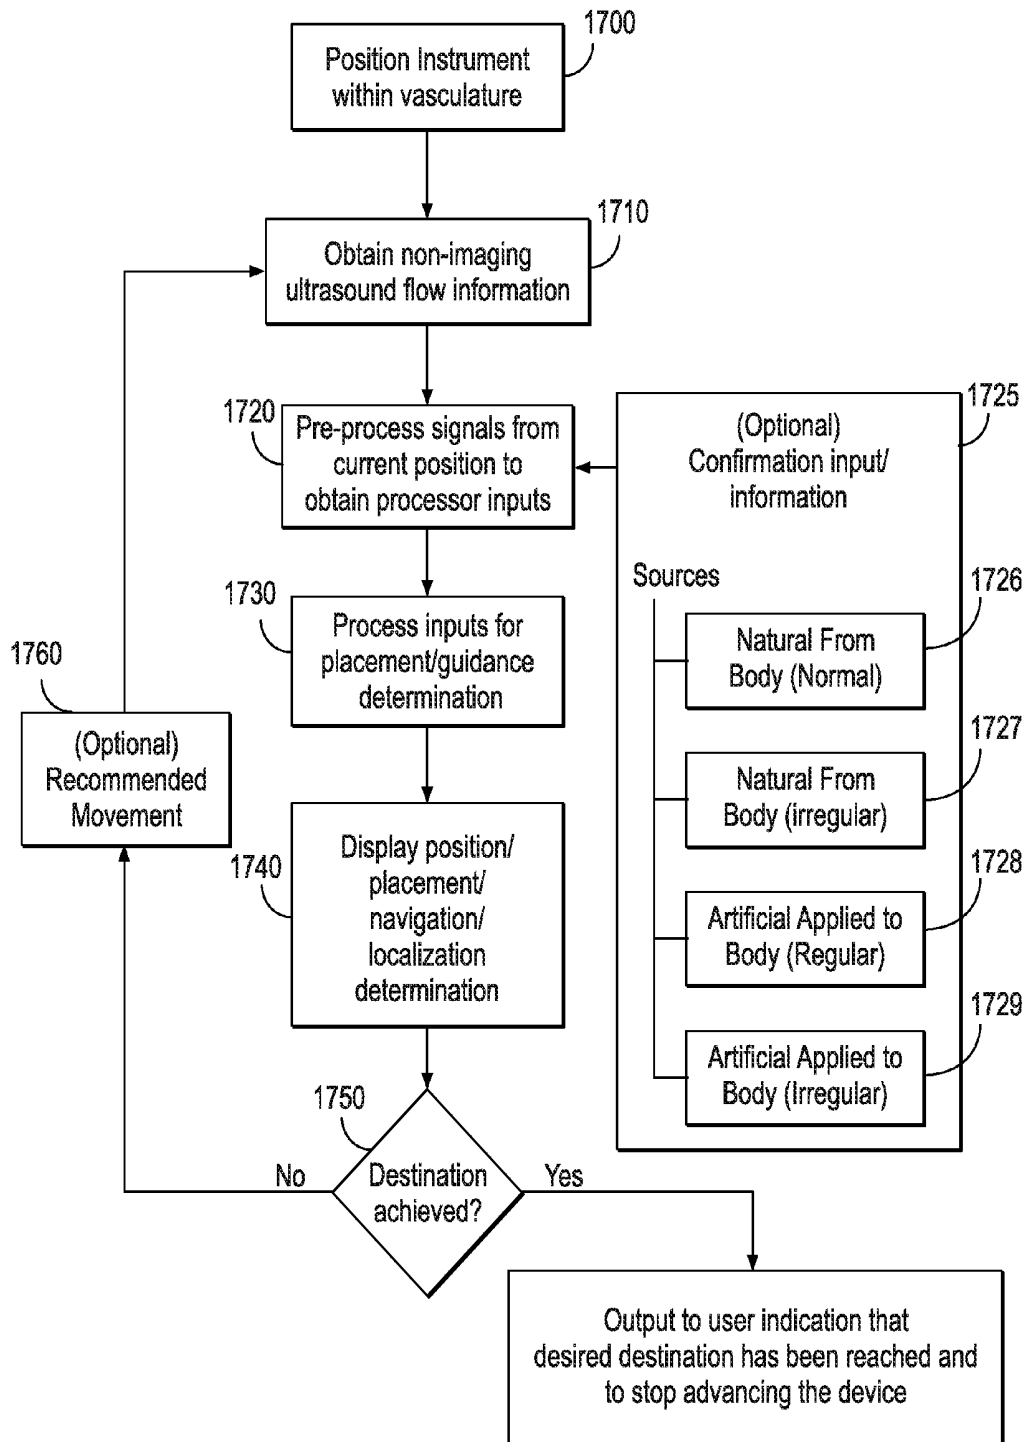 1700
Position Instrument
within vasculature
1710
Obtain non-imaging
ultrasound flow information
1720
Pre-process signals from
current position to
obtain processor inputs
1725
(Optional)
Confirmation input/
information
Sources
1726
Natural From
Body (Normal)
1727
Natural From
Body (irregular)
1728
Artificial Applied to
Body (Regular)
1729
Artificial Applied to
Body (Irregular)
1730
Process inputs for
placement/guidance
determination
1760
(Optional)
Recommended
Movement
1740
Display position/
placement/
navigation/
localization
determination
1750
Destination
achieved?
No
Yes
Output to user indication that
desired destination has been reached and
to stop advancing the device